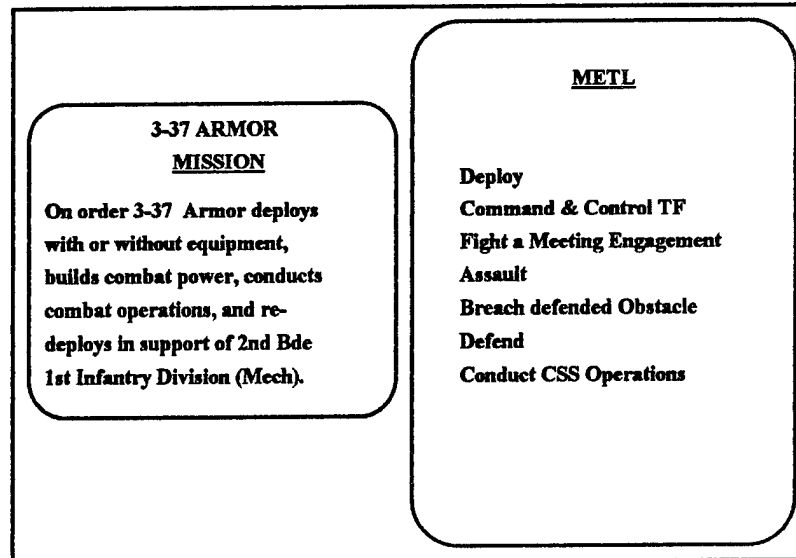 3-37 ARMOR
MISSION
On order 3-37 Armor deploys
with or without equipment,
builds combat power, conducts
combat operations, and re-
deploys in support of 2nd Bde
1st Infantry Division (Mech).
METL
Deploy
Command & Control TF
Fight a Meeting Engagement
Assault
Breach defended Obstacle
Defend
Conduct CSS Operations